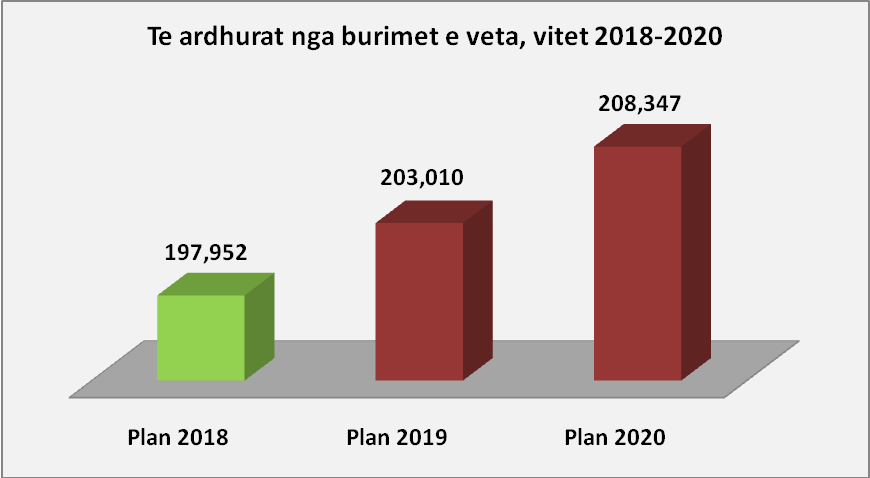 Te ardhurat nga burimet e veta, vitet 2018-2020
208,347
203,010
197,952
Plan 2018
Plan 2019
Plan 2020